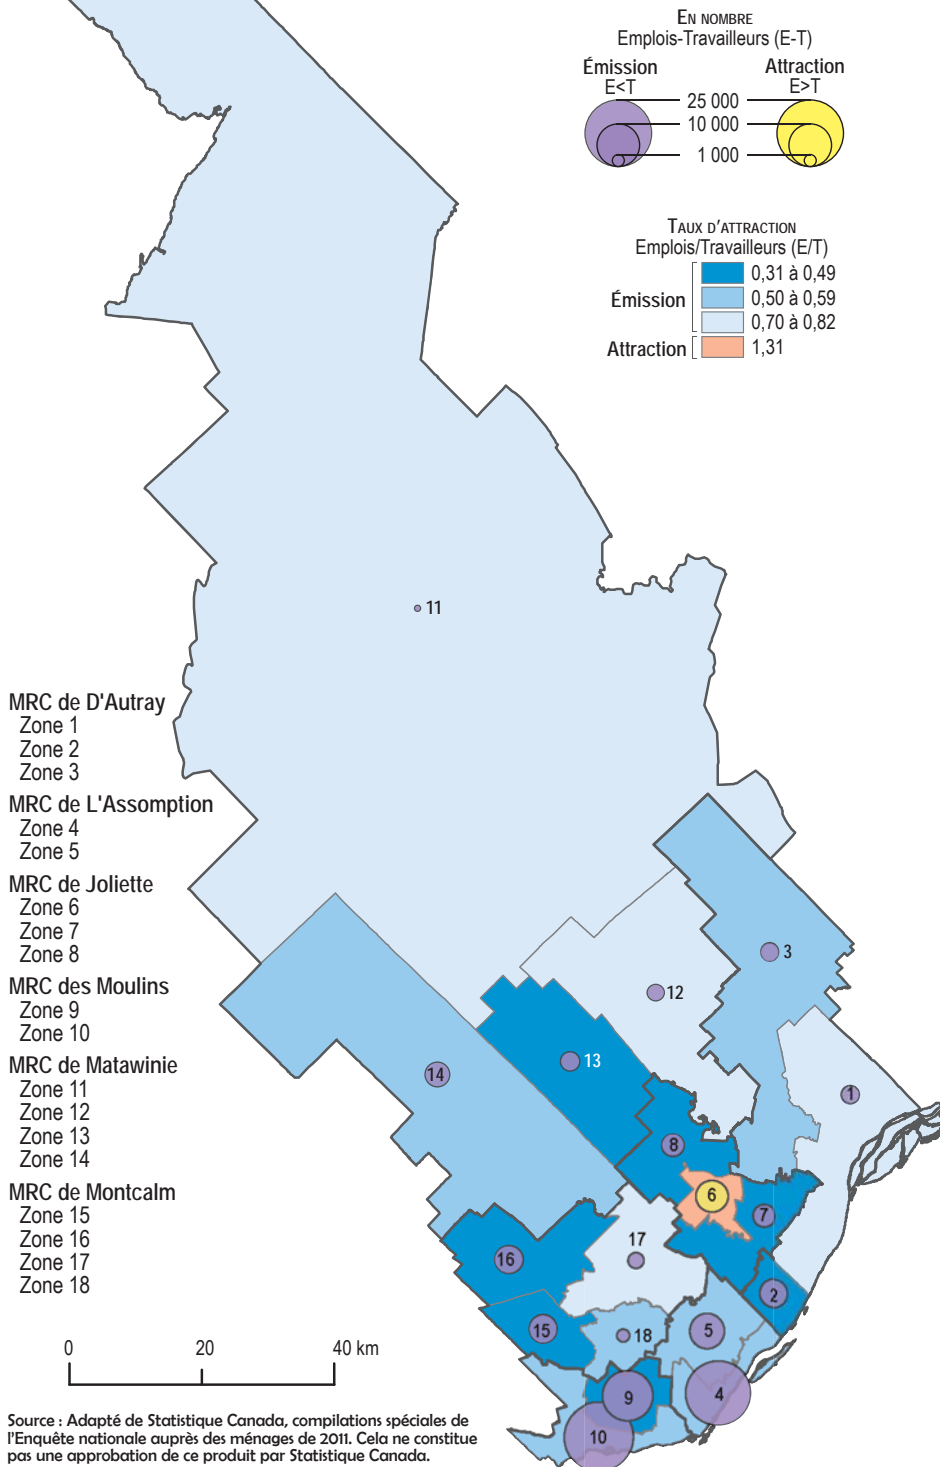 EN NOMBRE
Emplois-Travailleurs (E-T)
Émission Attraction
E<T E>T
25 000
10 000
1 000
TAUX D'ATTRACTION
Emplois/Travailleurs (E/T)
0,31 à 0,49
Émission 0,50 à 0,59
0,70 à 0,82
Attraction 1,31
11
MRC de D'Autray
Zone 1
Zone 2
Zone 3
MRC de L'Assomption
Zone 4
Zone 5
MRC de Joliette
Zone 6
Zone 7
Zone 8
MRC des Moulins
Zone 9
Zone 10
MRC de Matawinie
Zone 11
Zone 12
Zone 13
Zone 14
MRC de Montcalm
Zone 15
Zone 16
Zone 17
Zone 18
3
12
13
14
1
8
6
7
17
16
2
15
18
5
9
4
10
0 20 40 km
Source : Adapté de Statistique Canada, compilations spéciales de
l'Enquête nationale auprès des ménages de 2011. Cela ne constitue
pas une approbation de ce produit par Statistique Canada.